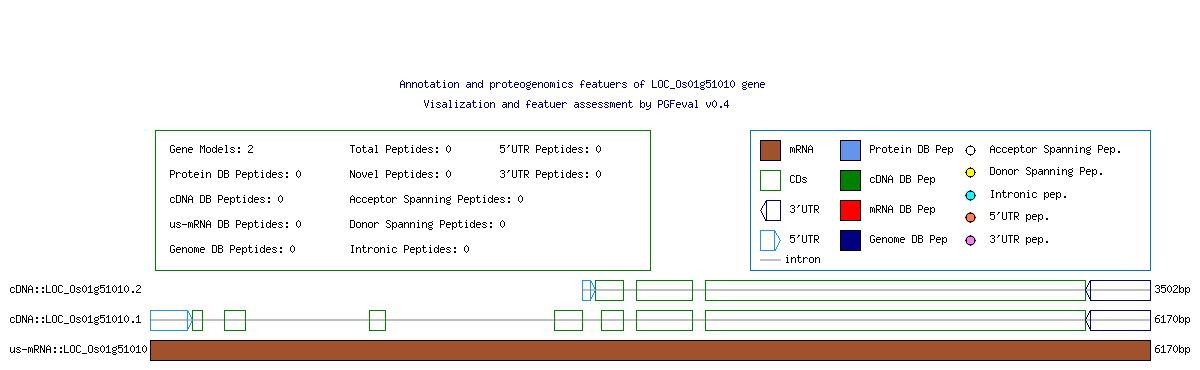 Annotation and proteogenomics featuers of LOC_Os01g51010 gene
Visalization and featuer assessment by PGFeval v0.4
Gene Models: 2 Total Peptides: 0 5'UTR Peptides: 0
Protein DB Peptides: 0 Novel Peptides: 0 3'UTR Peptides: 0
cDNA DB Peptides: 0 Acceptor Spanning Peptides: 0
us-mRNA DB Peptides: 0 Donor Spanning Peptides: 0
Genome DB Peptides: 0 Intronic Peptides: 0
mRNA Protein DB Pep Acceptor Spanning Pep.
CDs cDNA DB Pep Donor Spanning Pep.
3'UTR mRNA DB Pep Intronic pep.
5'UTR pep.
5'UTR Genome DB Pep 3'UTR pep.
intron
cDNA::LOC_Os01g51010.2 3502bp
cDNA::LOC_Os01g51010.1 6170bp
us-mRNA::LOC_Os01g51010 6170bp